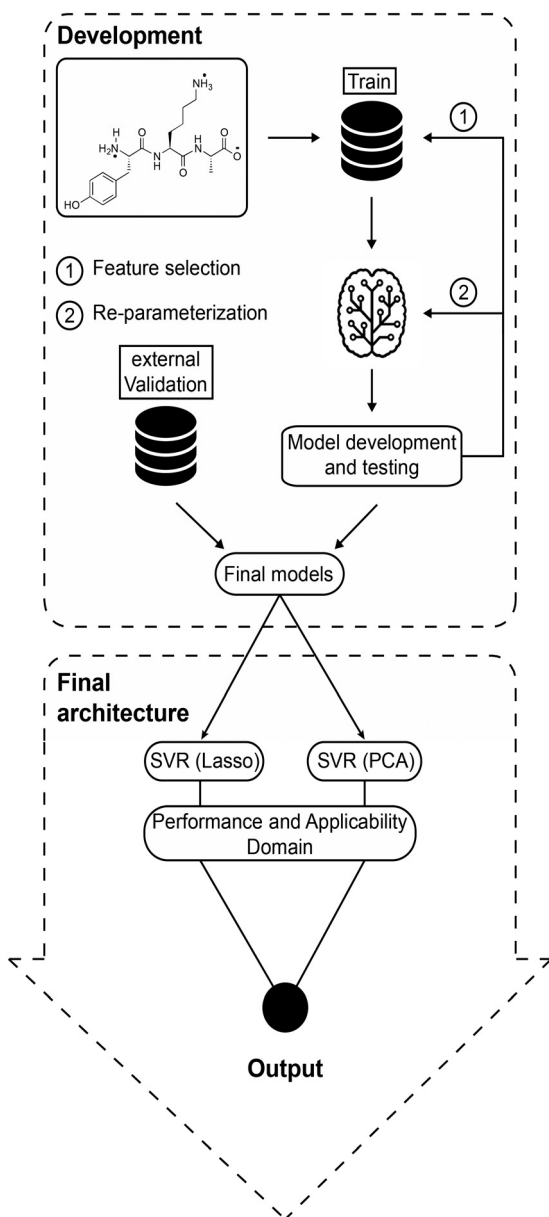 Development
Train
NH3
H
H2N
O
H
N
O
N
H
O
O
HO
1
1 Feature selection
2
2 Re-parameterization
external
Validation
Model development
and testing
Final models
Final
architecture
SVR (Lasso)
SVR (PCA)
Performance and Applicability
Domain
Output